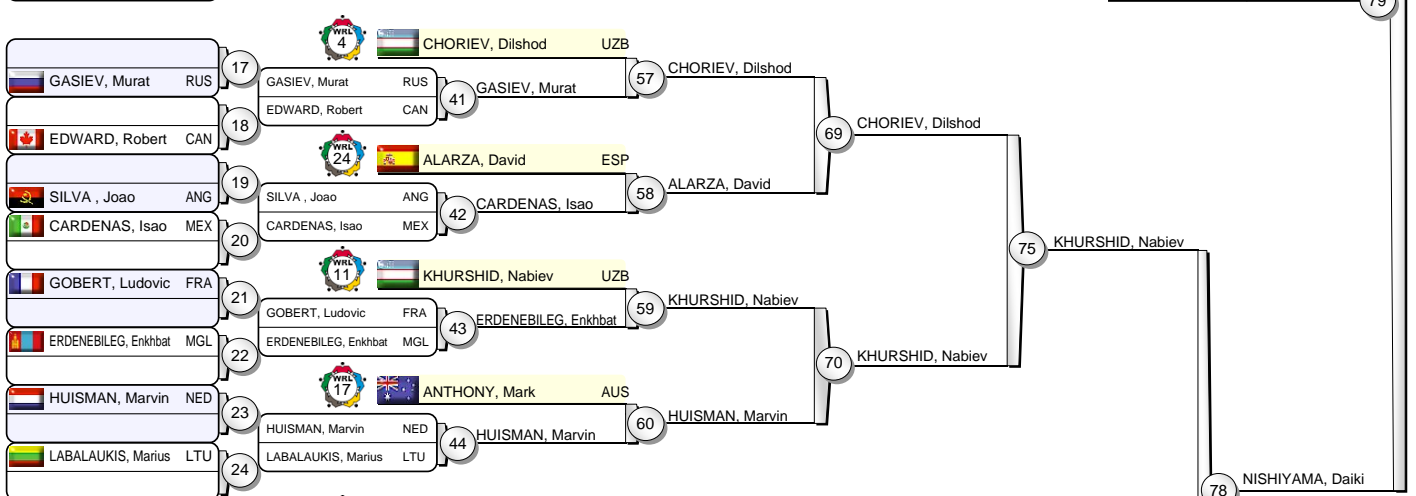 79
WRL
4
CHORIEV, Dilshod UZB
GASIEV, Murat RUS
17
GASIEV, Murat RUS
EDWARD, Robert CAN
41
GASIEV, Murat
57
CHORIEV, Dilshod
EDWARD, Robert CAN
18
69
CHORIEV, Dilshod
WRL
24
ALARZA, David ESP
SILVA , Joao ANG
19
SILVA , Joao ANG
CARDENAS, Isao MEX
42
CARDENAS, Isao
58
ALARZA, David
CARDENAS, Isao MEX
20
75
KHURSHID, Nabiev
WRL
11
KHURSHID, Nabiev UZB
GOBERT, Ludovic FRA
21
GOBERT, Ludovic FRA
ERDENEBILEG, Enkhbat MGL
43
ERDENEBILEG, Enkhbat
59
KHURSHID, Nabiev
ERDENEBILEG, Enkhbat MGL
22
70
KHURSHID, Nabiev
WRL
17
ANTHONY, Mark AUS
HUISMAN, Marvin NED
23
HUISMAN, Marvin NED
LABALAUKIS, Marius LTU
44
HUISMAN, Marvin
60
HUISMAN, Marvin
LABALAUKIS, Marius LTU
24
78
NISHIYAMA, Daiki